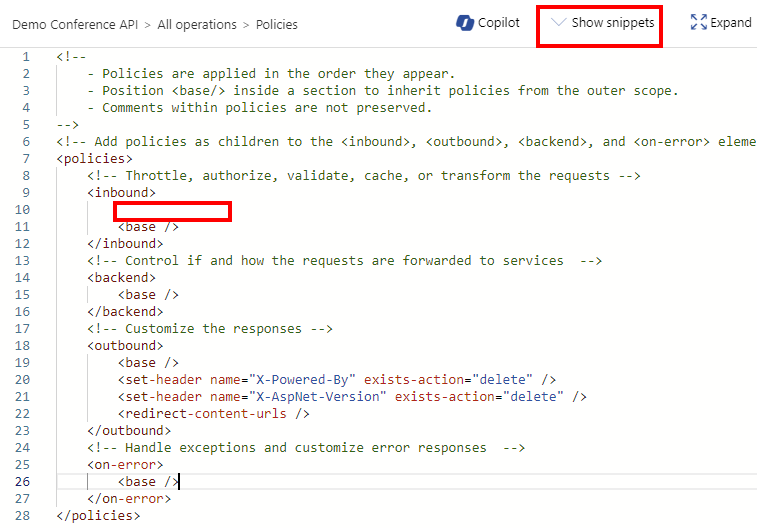 Demo Conference API > All operations > Policies Copilot Show snippets Expand
1 <!--
2     - Policies are applied in the order they appear.
3     - Position <base/> inside a section to inherit policies from the outer scope.
4     - Comments within policies are not preserved.
5 -->
6 <!-- Add policies as children to the <inbound>, <outbound>, <backend>, and <on-error> eleme
7 <policies>
8     <!-- Throttle, authorize, validate, cache, or transform the requests -->
9     <inbound>
10
11         <base />
12     </inbound>
13     <!-- Control if and how the requests are forwarded to services  -->
14     <backend>
15         <base />
16     </backend>
17     <!-- Customize the responses -->
18     <outbound>
19         <base />
20         <set-header name="X-Powered-By" exists-action="delete" />
21         <set-header name="X-AspNet-Version" exists-action="delete" />
22         <redirect-content-urls />
23     </outbound>
24     <!-- Handle exceptions and customize error responses  -->
25     <on-error>
26         <base />
27     </on-error>
28 </policies>